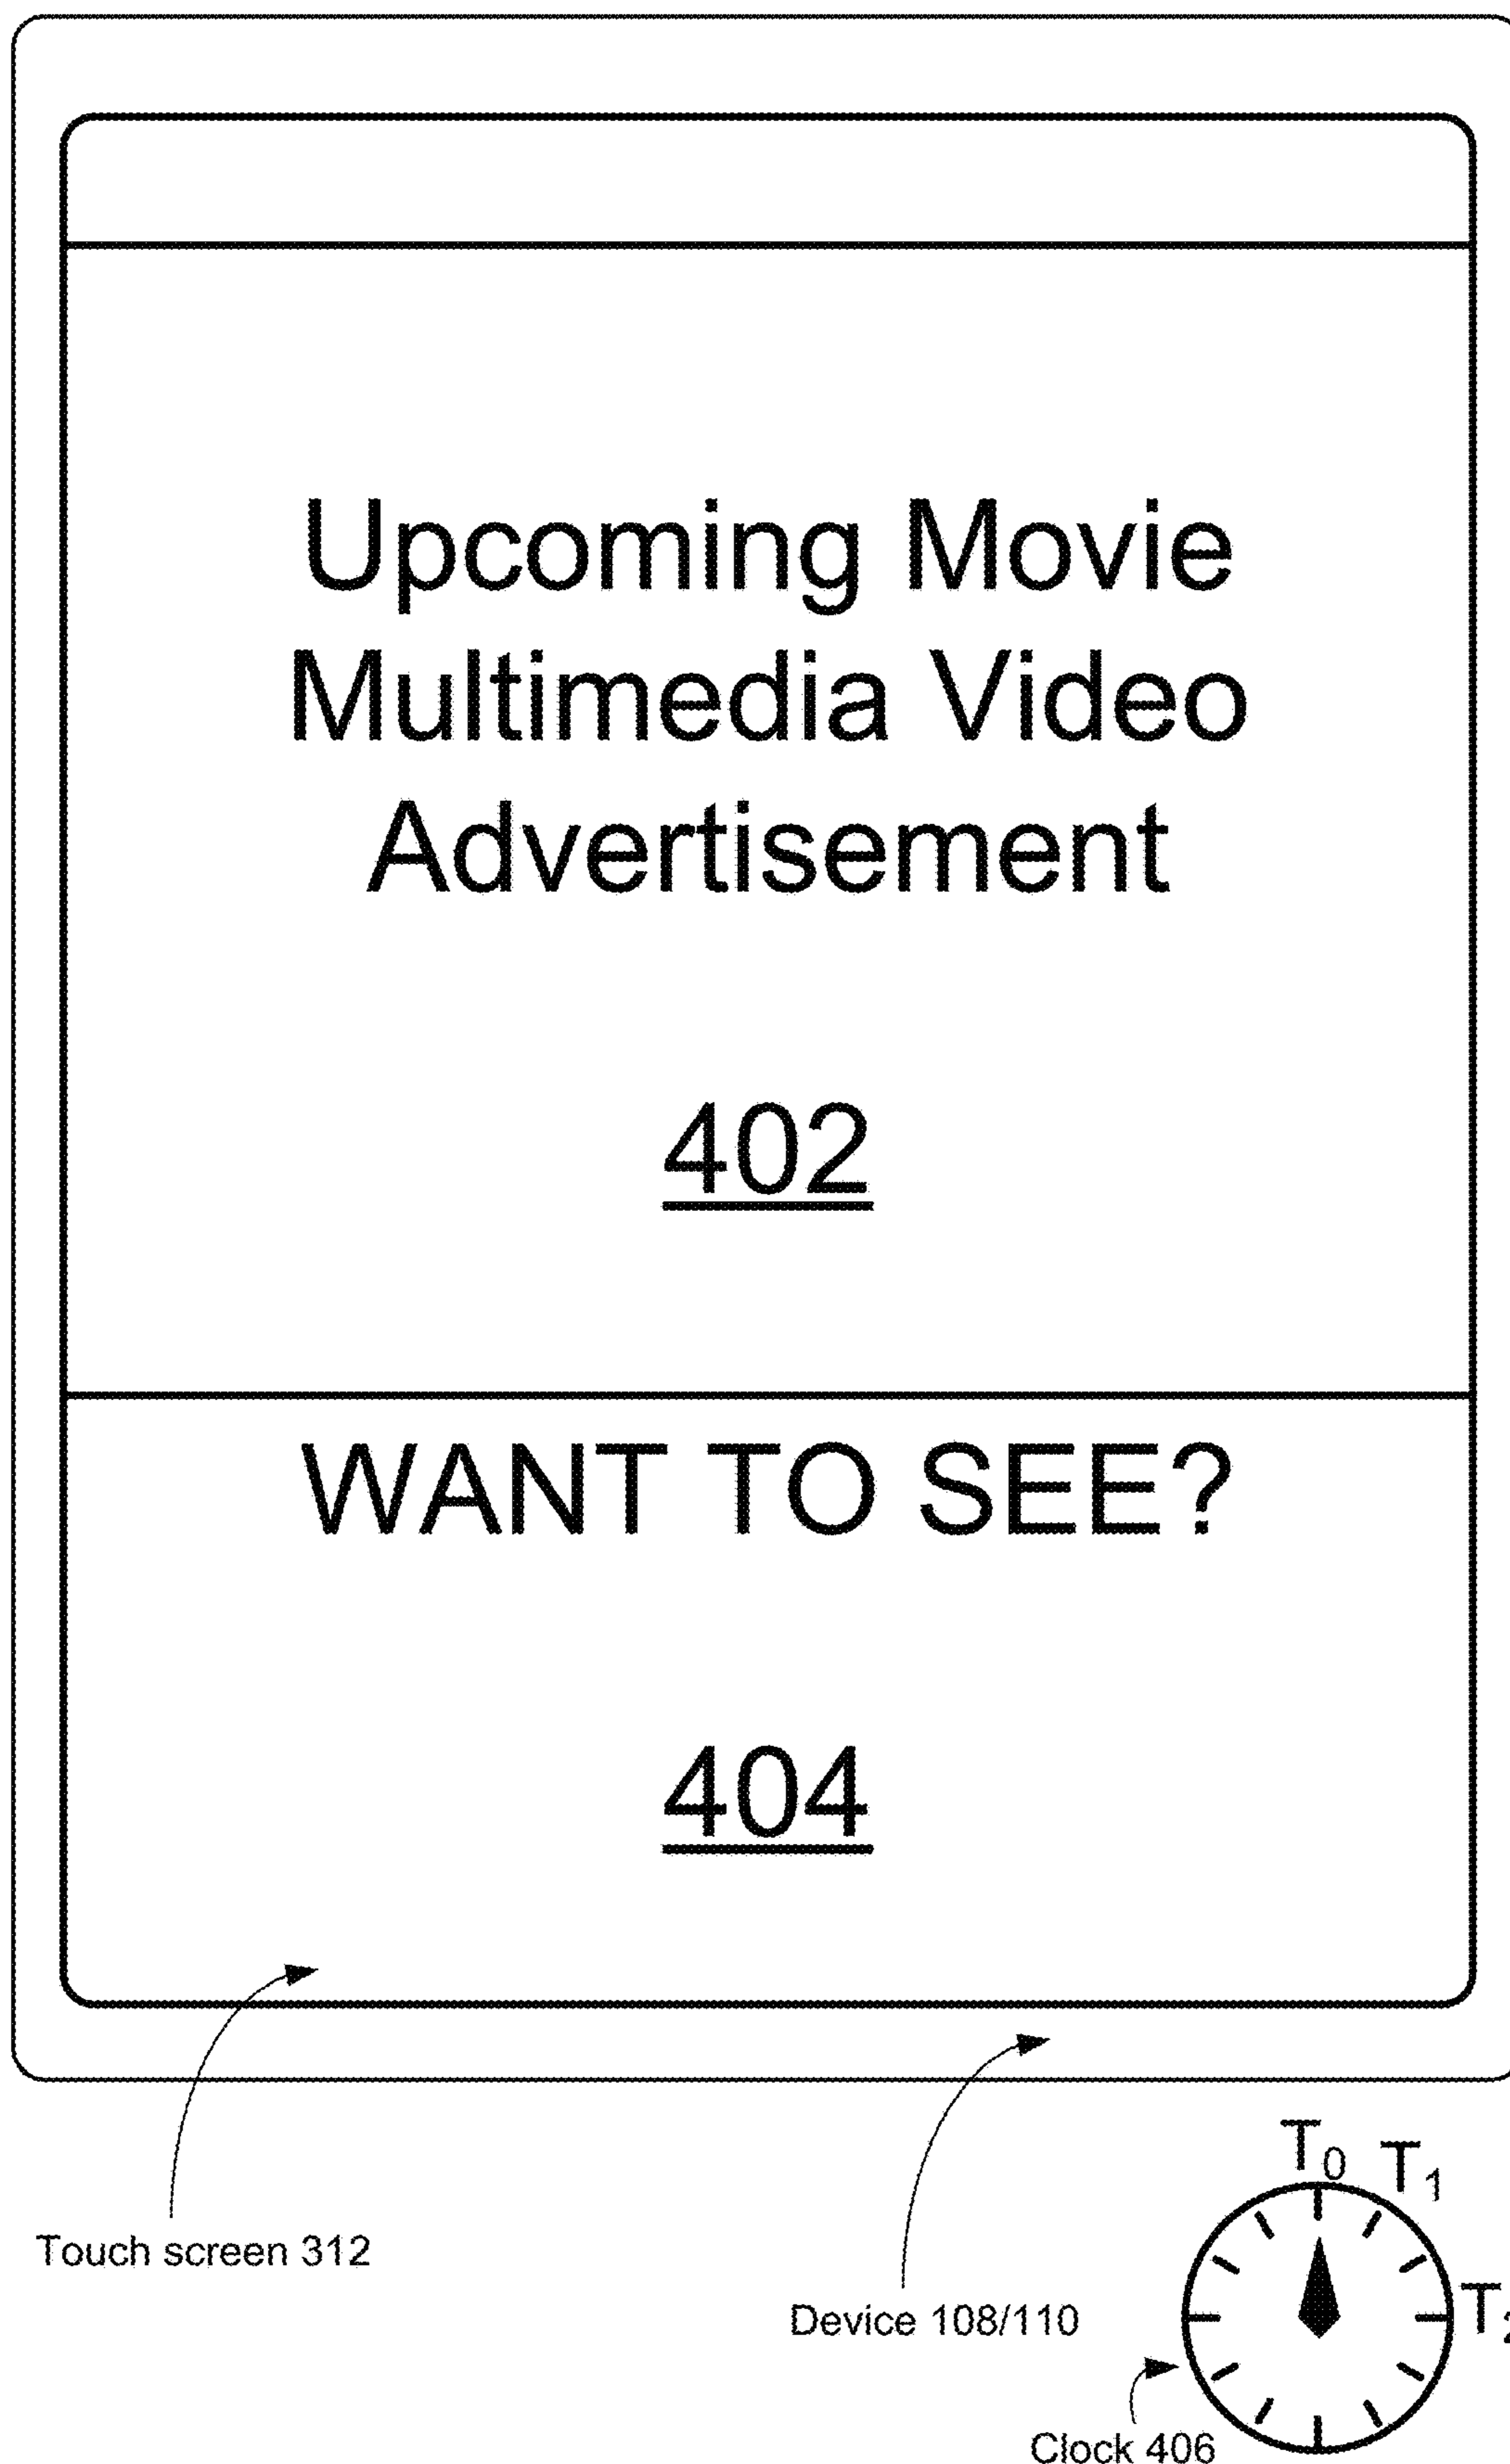 Upcoming Movie
Multimedia Video
Advertisement
402
WANT TO SEE?
404
T0
T1
Touch screen 312
T2
Device 108/110
Clock 406